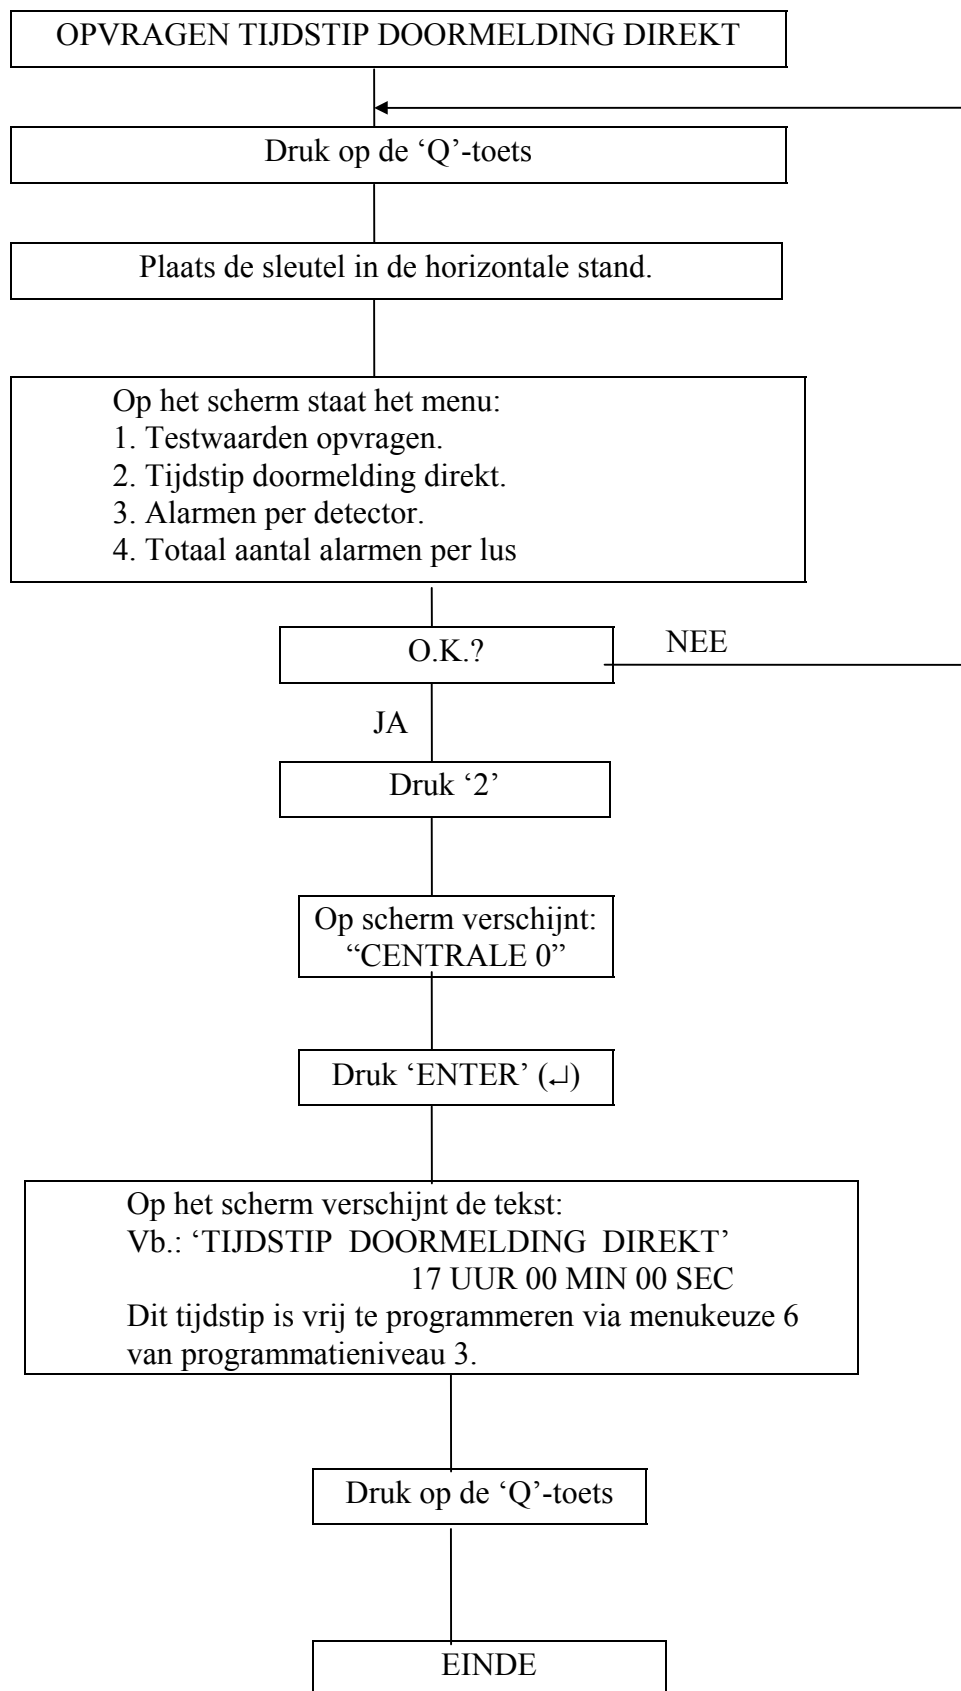 OPVRAGEN TIJDSTIP DOORMELDING DIREKT
Druk op de ‘Q’-toets
Plaats de sleutel in de horizontale stand.
Op het scherm staat het menu:
1. Testwaarden opvragen.
2. Tijdstip doormelding direkt.
3. Alarmen per detector.
4. Totaal aantal alarmen per lus
O.K.?
NEE
JA
Druk ‘2’
Op scherm verschijnt:
“CENTRALE 0”
Druk ‘ENTER’ (↵)
Op het scherm verschijnt de tekst:
Vb.: ‘TIJDSTIP DOORMELDING DIREKT’
17 UUR 00 MIN 00 SEC
Dit tijdstip is vrij te programmeren via menukeuze 6
van programmatieniveau 3.
Druk op de ‘Q’-toets
EINDE